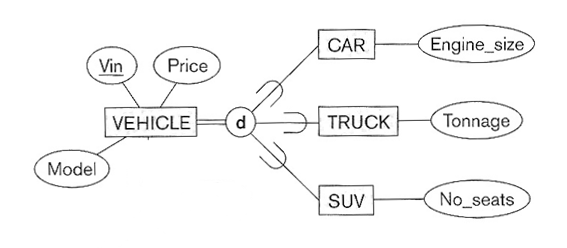 CAR
Engine_size
Vin
Price
VEHICLE
d
TRUCK
Tonnage
Model
SUV
No_seats